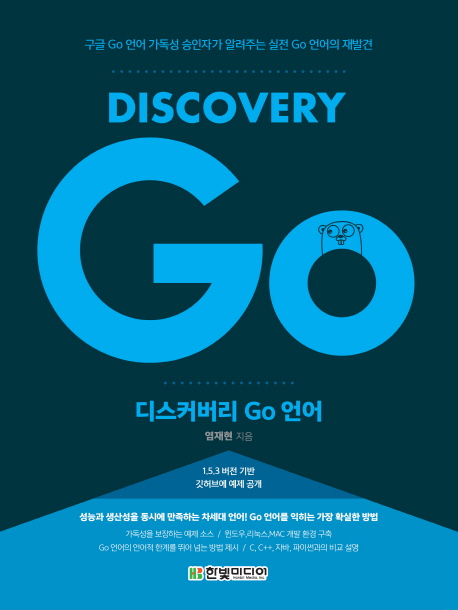 구글 Go 언어 가독성 승인자가 알려주는 실전 Go 언어의 재발견
DISCOVERY
Go
디스커버리 Go 언어
염재현 지음
1.5.3 버전 기반
깃허브에 예제 공개
성능과 생산성을 동시에 만족하는 차세대 언어! Go 언어를 익히는 가장 확실한 방법
가독성을 보장하는 예제 소스 / 윈도우,리눅스,MAC 개발 환경 구축
Go 언어의 언어적 한계를 뛰어 넘는 방법 제시 / C, C++, 자바, 파이썬과의 비교 설명
HB 한빛미디어
Hanbit Media, Inc.